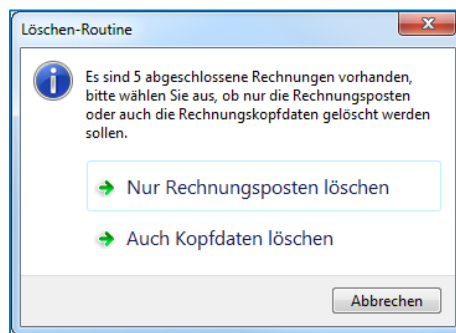 Löschen-Routine
Es sind 5 abgeschlossene Rechnungen vorhanden,
bitte wählen Sie aus, ob nur die Rechnungsposten
oder auch die Rechnungskopfdaten gelöscht werden
sollen.
Nur Rechnungsposten löschen
Auch Kopfdaten löschen
Abbrechen